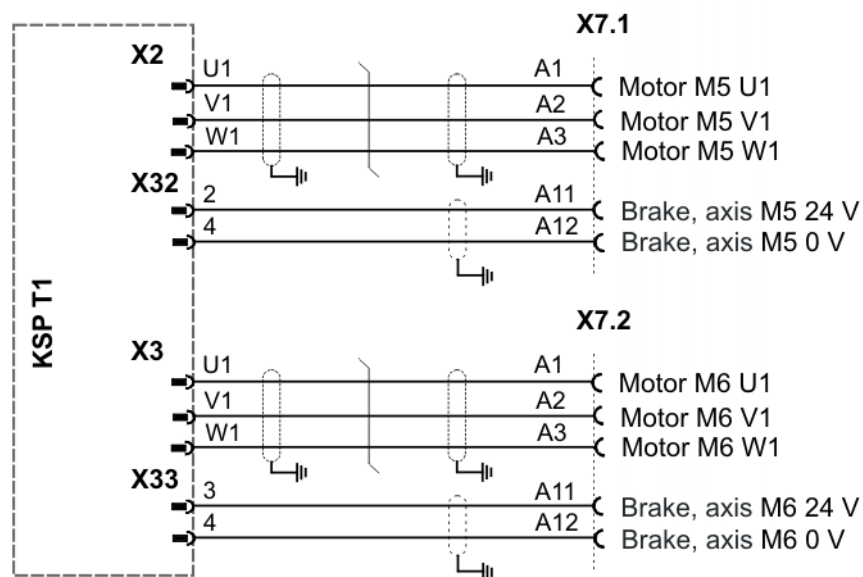 X7.1
X2
U1 A1 Motor M5 U1
V1 A2 Motor M5 V1
W1 A3 Motor M5 W1
X32
2 A11 Brake, axis M5 24 V
4 A12 Brake, axis M5 0 V
KSP T1
X7.2
X3
U1 A1 Motor M6 U1
V1 A2 Motor M6 V1
W1 A3 Motor M6 W1
X33
3 A11 Brake, axis M6 24 V
4 A12 Brake, axis M6 0 V